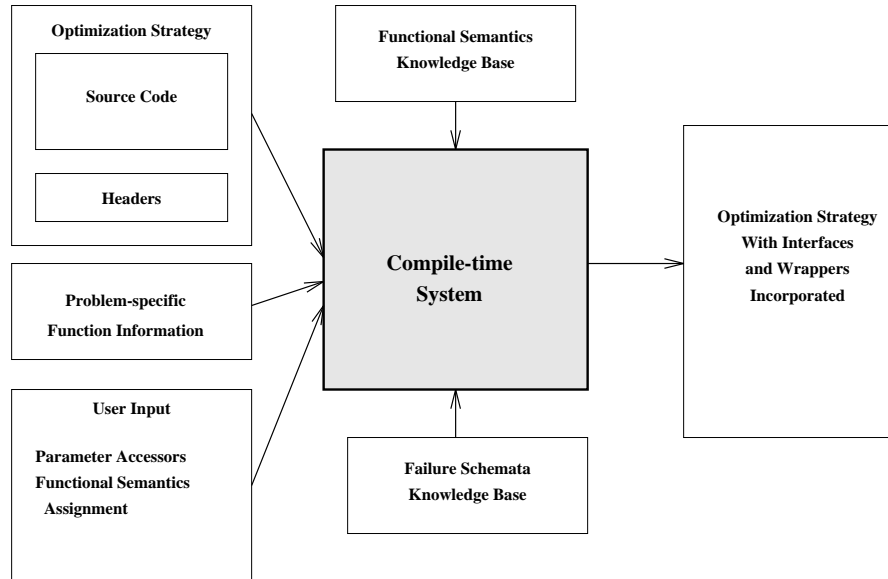 Optimization Strategy
Source Code
Headers
Problem-specific
Function Information
User Input
Parameter Accessors
Functional Semantics
Assignment
Functional Semantics
Knowledge Base
Compile-time
System
Failure Schemata
Knowledge Base
Optimization Strategy
With Interfaces
and Wrappers
Incorporated